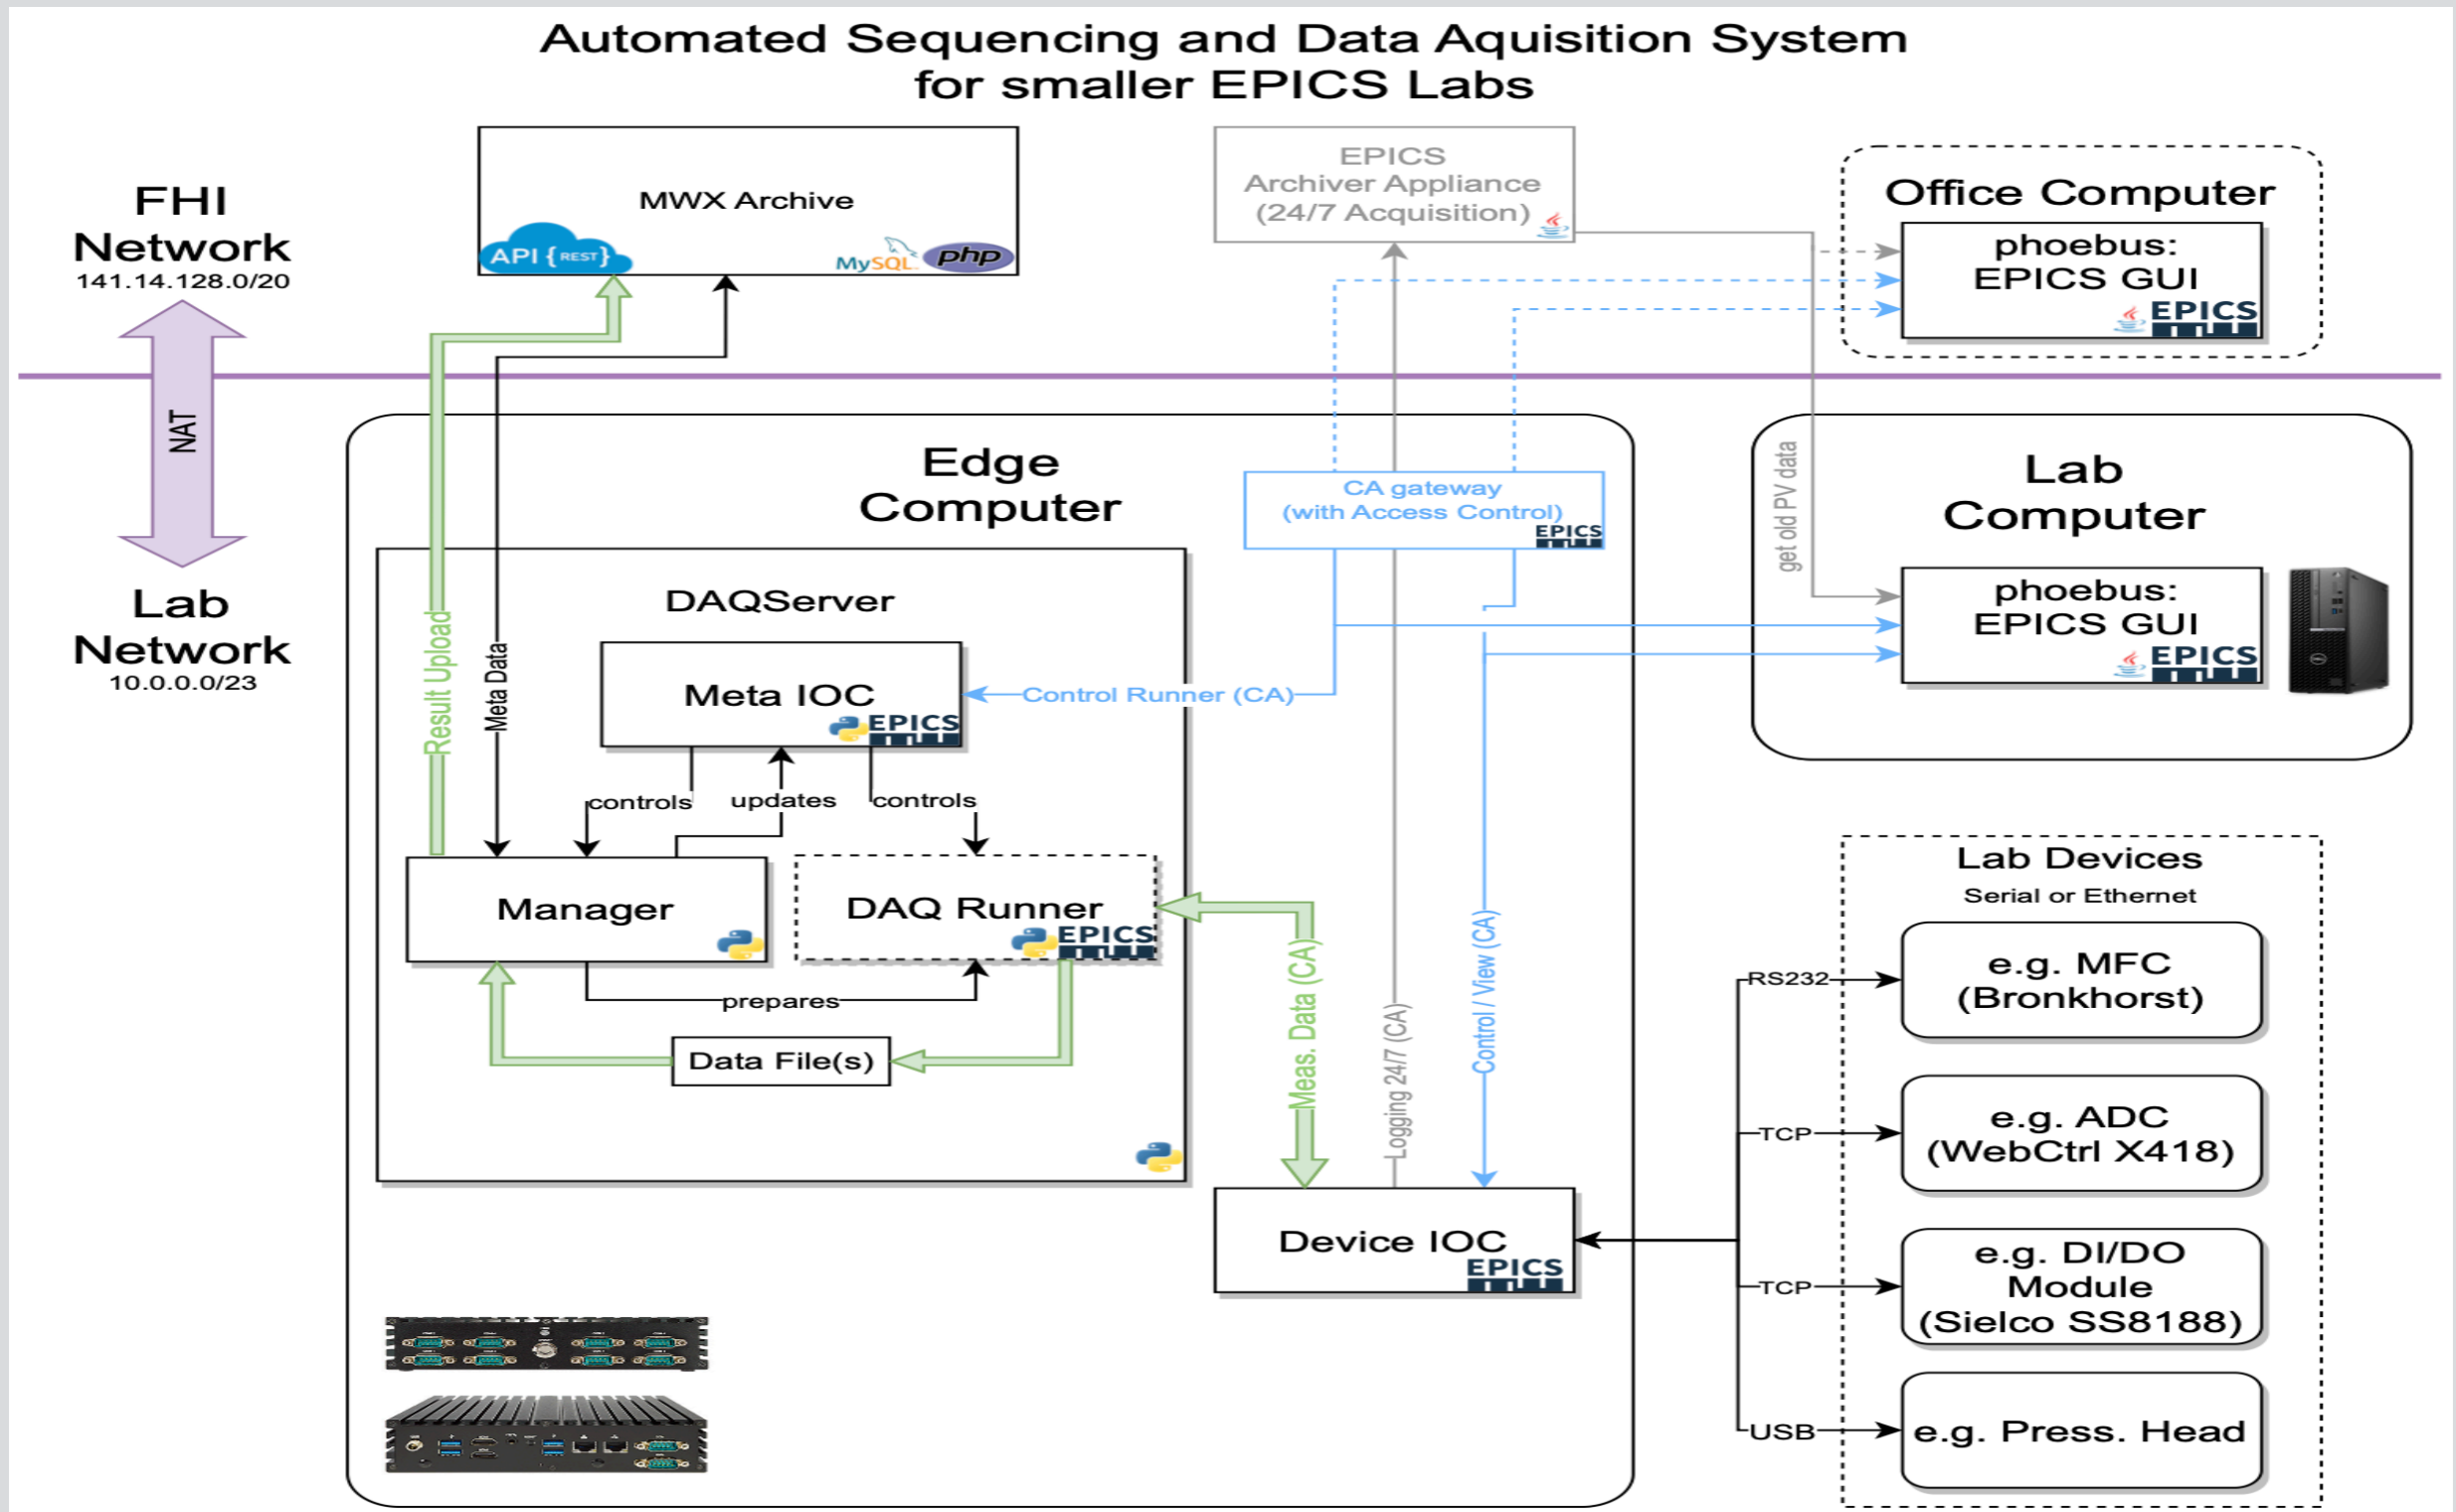 Automated Sequencing and Data Aquisition System
for smaller EPICS Labs
FHI
Network
141.14.128.0/20
NAT
Lab
Network
10.0.0.0/23
MWX Archive
API {REST}
MySQL
php
EPICS
Archiver Appliance
(24/7 Acquisition)
Office Computer
phoebus:
EPICS GUI
EPICS
Edge
Computer
CA gateway
(with Access Control)
EPICS
get old PV data
Lab
Computer
phoebus:
EPICS GUI
EPICS
DAQServer
Result Upload
Meta Data
Meta IOC
EPICS
Control Runner (CA)
controls
updates
controls
Manager
DAQ Runner
EPICS
prepares
Data File(s)
Meas. Data (CA)
Logging 24/7 (CA)
Control / View (CA)
Device IOC
EPICS
Lab Devices
Serial or Ethernet
RS232
e.g. MFC
(Bronkhorst)
TCP
e.g. ADC
(WebCtrl X418)
TCP
e.g. DI/DO
Module
(Sielco SS8188)
USB
e.g. Press. Head